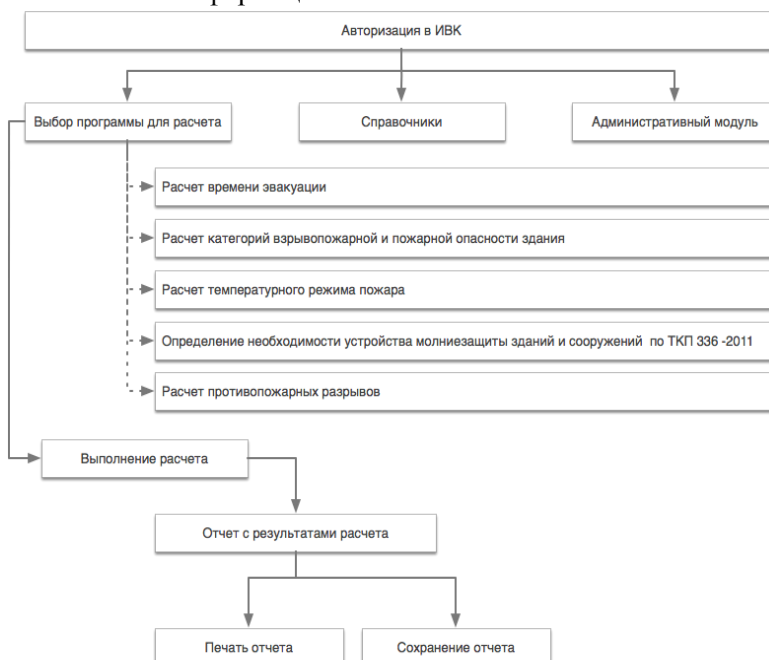 Авторизация в ИВК
Выбор программы для расчета
Справочники
Административный модуль
Расчет времени эвакуации
Расчет категорий взрывопожарной и пожарной опасности здания
Расчет температурного режима пожара
Определение необходимости устройства молниезащиты зданий и сооружений по ТКП 336 -2011
Расчет противопожарных разрывов
Выполнение расчета
Отчет с результатами расчета
Печать отчета
Сохранение отчета